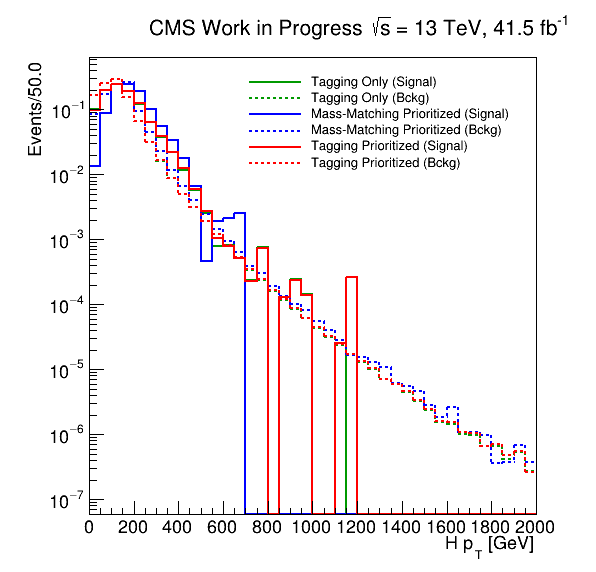 CMS Work in Progress √s = 13 TeV, 41.5 fb⁻¹
Events/50.0
Tagging Only (Signal)
Tagging Only (Bckg)
Mass-Matching Prioritized (Signal)
Mass-Matching Prioritized (Bckg)
Tagging Prioritized (Signal)
Tagging Prioritized (Bckg)
10⁻¹
10⁻²
10⁻³
10⁻⁴
10⁻⁵
10⁻⁶
10⁻⁷
0 200 400 600 800 1000 1200 1400 1600 1800 2000
H p_T [GeV]